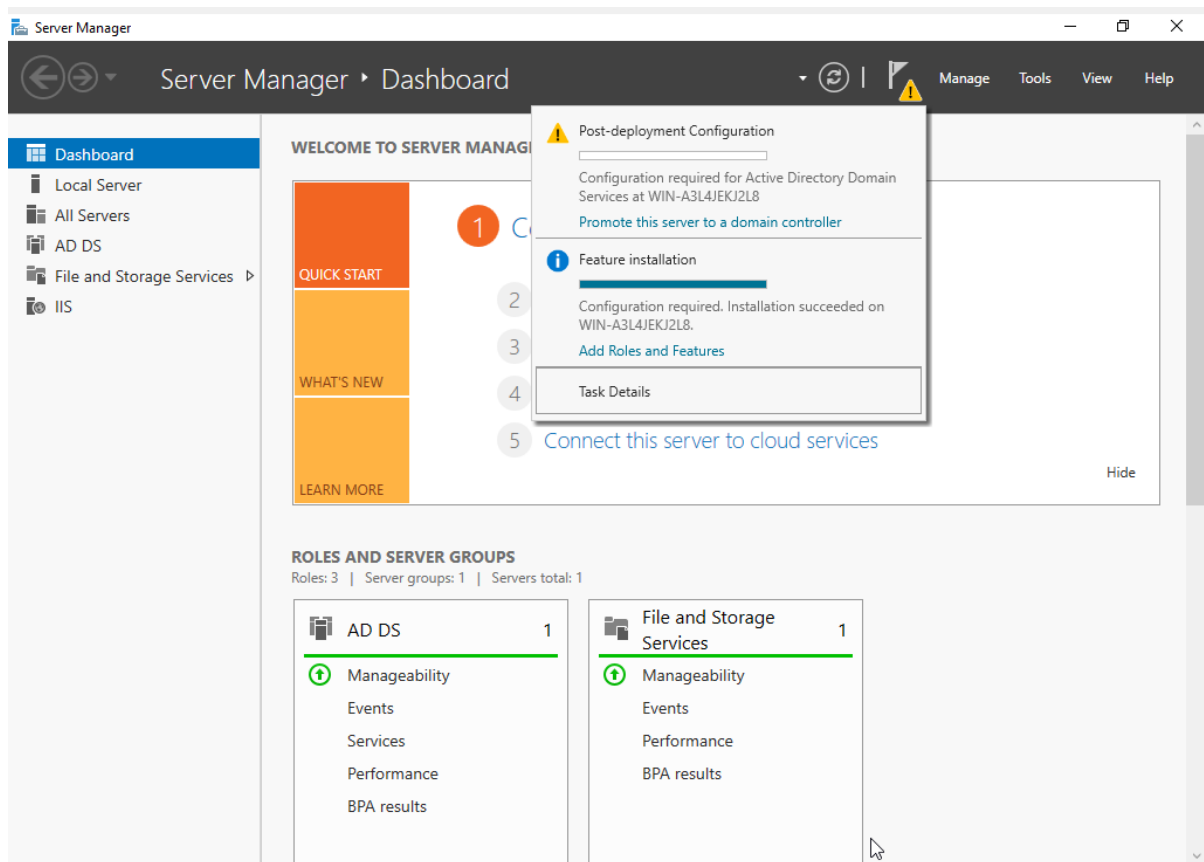 Server Manager
Server Manager • Dashboard
Manage Tools View Help
Dashboard
Local Server
All Servers
AD DS
File and Storage Services
IIS
WELCOME TO SERVER MANAG
QUICK START
WHAT'S NEW
LEARN MORE
1
2
3
4
5 Connect this server to cloud services
Hide
Post-deployment Configuration
Configuration required for Active Directory Domain
Services at WIN-A3L4JEKJ2L8
Promote this server to a domain controller
Feature installation
Configuration required. Installation succeeded on
WIN-A3L4JEKJ2L8.
Add Roles and Features
Task Details
ROLES AND SERVER GROUPS
Roles: 3 | Server groups: 1 | Servers total: 1
AD DS 1
Manageability
Events
Services
Performance
BPA results
File and Storage
Services 1
Manageability
Events
Performance
BPA results